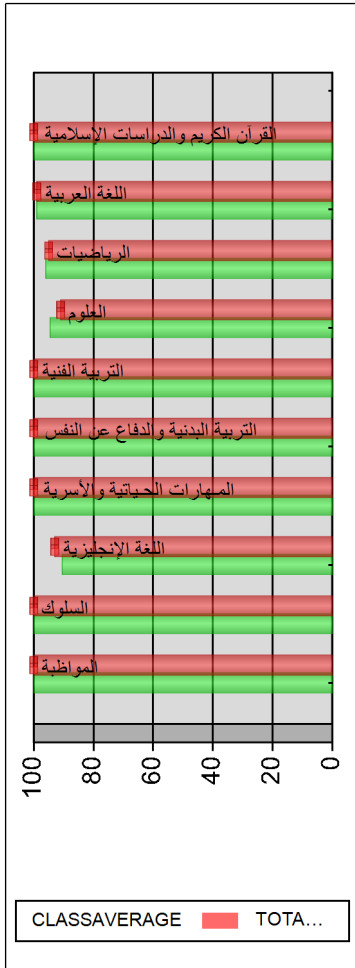 القرآن الكريم والدراسات الإسلامية
اللغة العربية
الرياضيات
العلوم
التربية الفنية
التربية البدنية والدفاع عن النفس
المهارات الحياتية والأسرية
اللغة الإنجليزية
السلوك
المواظبة
100 80 60 40 20 0
CLASSAVERAGE TOTA...